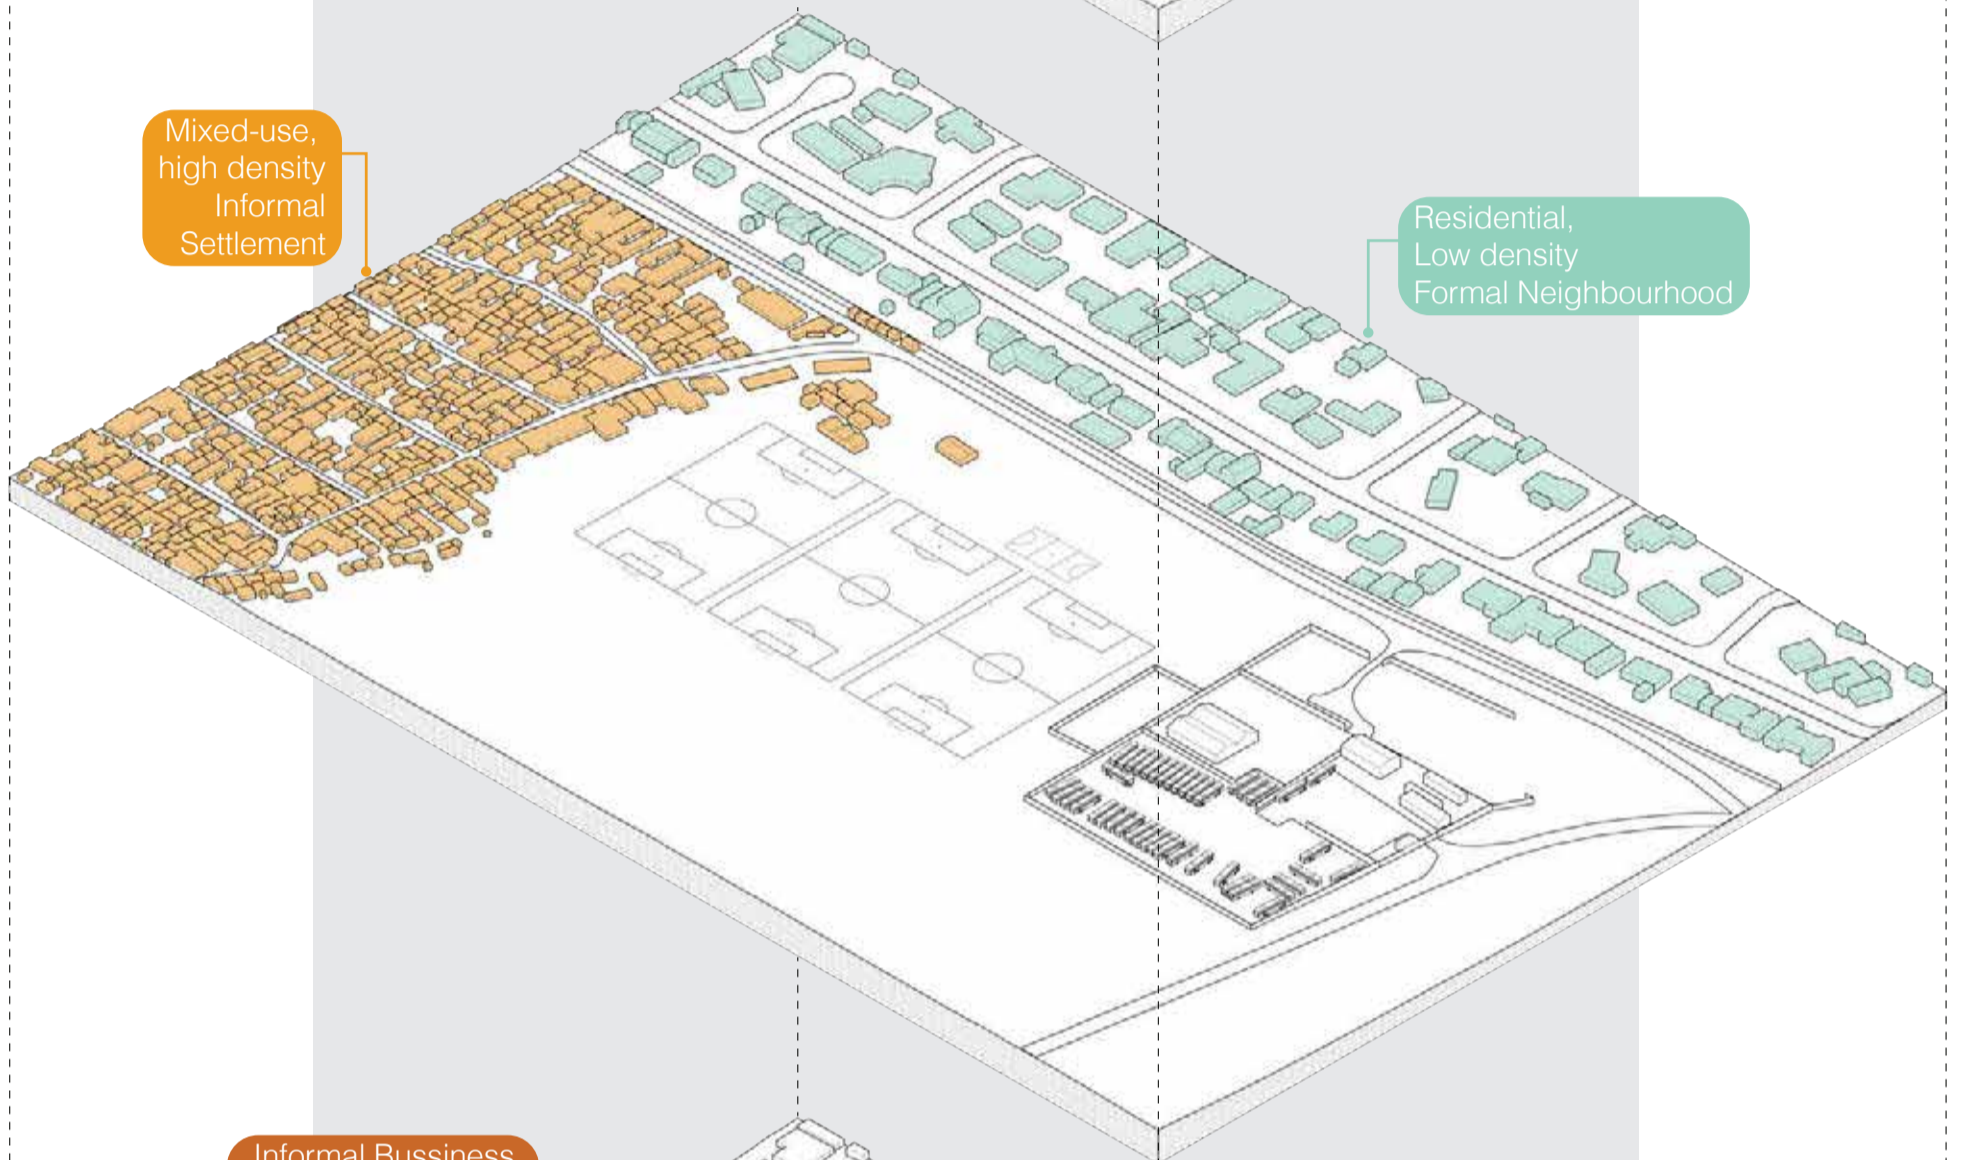 Mixed-use,
high density
Informal
Settlement
Residential,
Low density
Formal Neighbourhood
Informal Bussiness